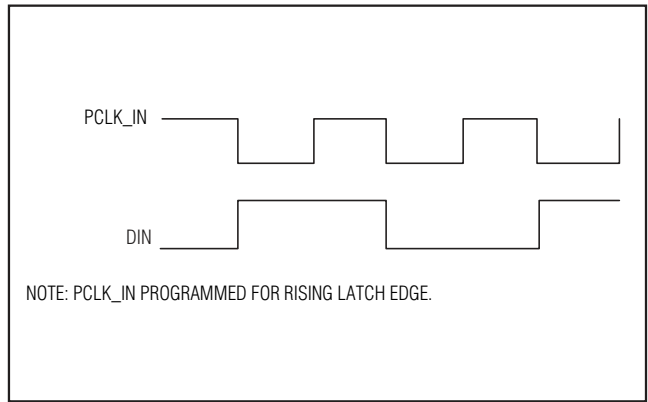 PCLK_IN
DIN
NOTE: PCLK_IN PROGRAMMED FOR RISING LATCH EDGE.